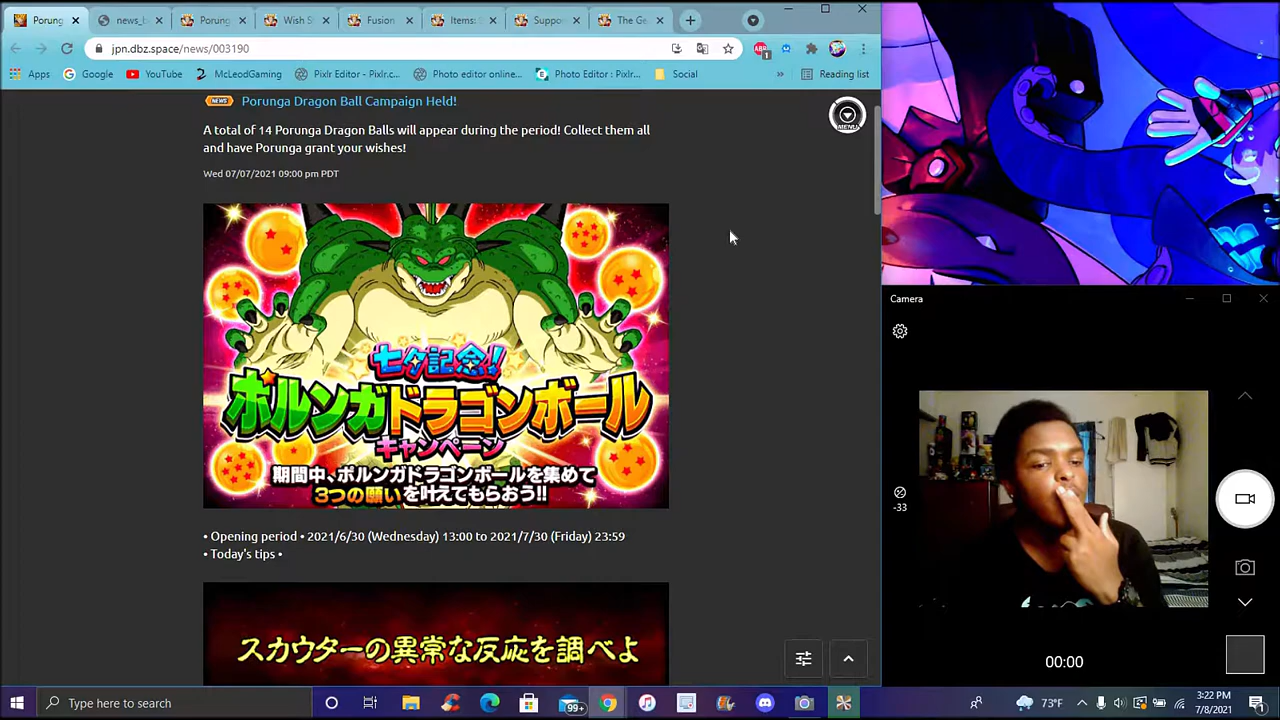 Porung
news_b
Porung
Wish S
Fusion
Items: S
Suppo
The Ge
jpn.dbz.space/news/003190
ABP
1
Apps
Google
YouTube
McLeodGaming
Pixlr Editor - Pixlr.c...
Photo editor online...
Photo Editor : Pixlr...
Social
»
Reading list
NEWS
Porunga Dragon Ball Campaign Held!
MENU
A total of 14 Porunga Dragon Balls will appear during the period! Collect them all
and have Porunga grant your wishes!
Wed 07/07/2021 09:00 pm PDT
七夕記念!
ポルンガドラゴンボール
キャンペーン
期間中、ポルンガドラゴンボールを集めて
3つの願いを叶えてもらおう!!
• Opening period • 2021/6/30 (Wednesday) 13:00 to 2021/7/30 (Friday) 23:59
• Today's tips •
スカウターの異常な反応を調べよ
Camera
-33
00:00
Type here to search
99+
73°F
3:22 PM
7/8/2021
1